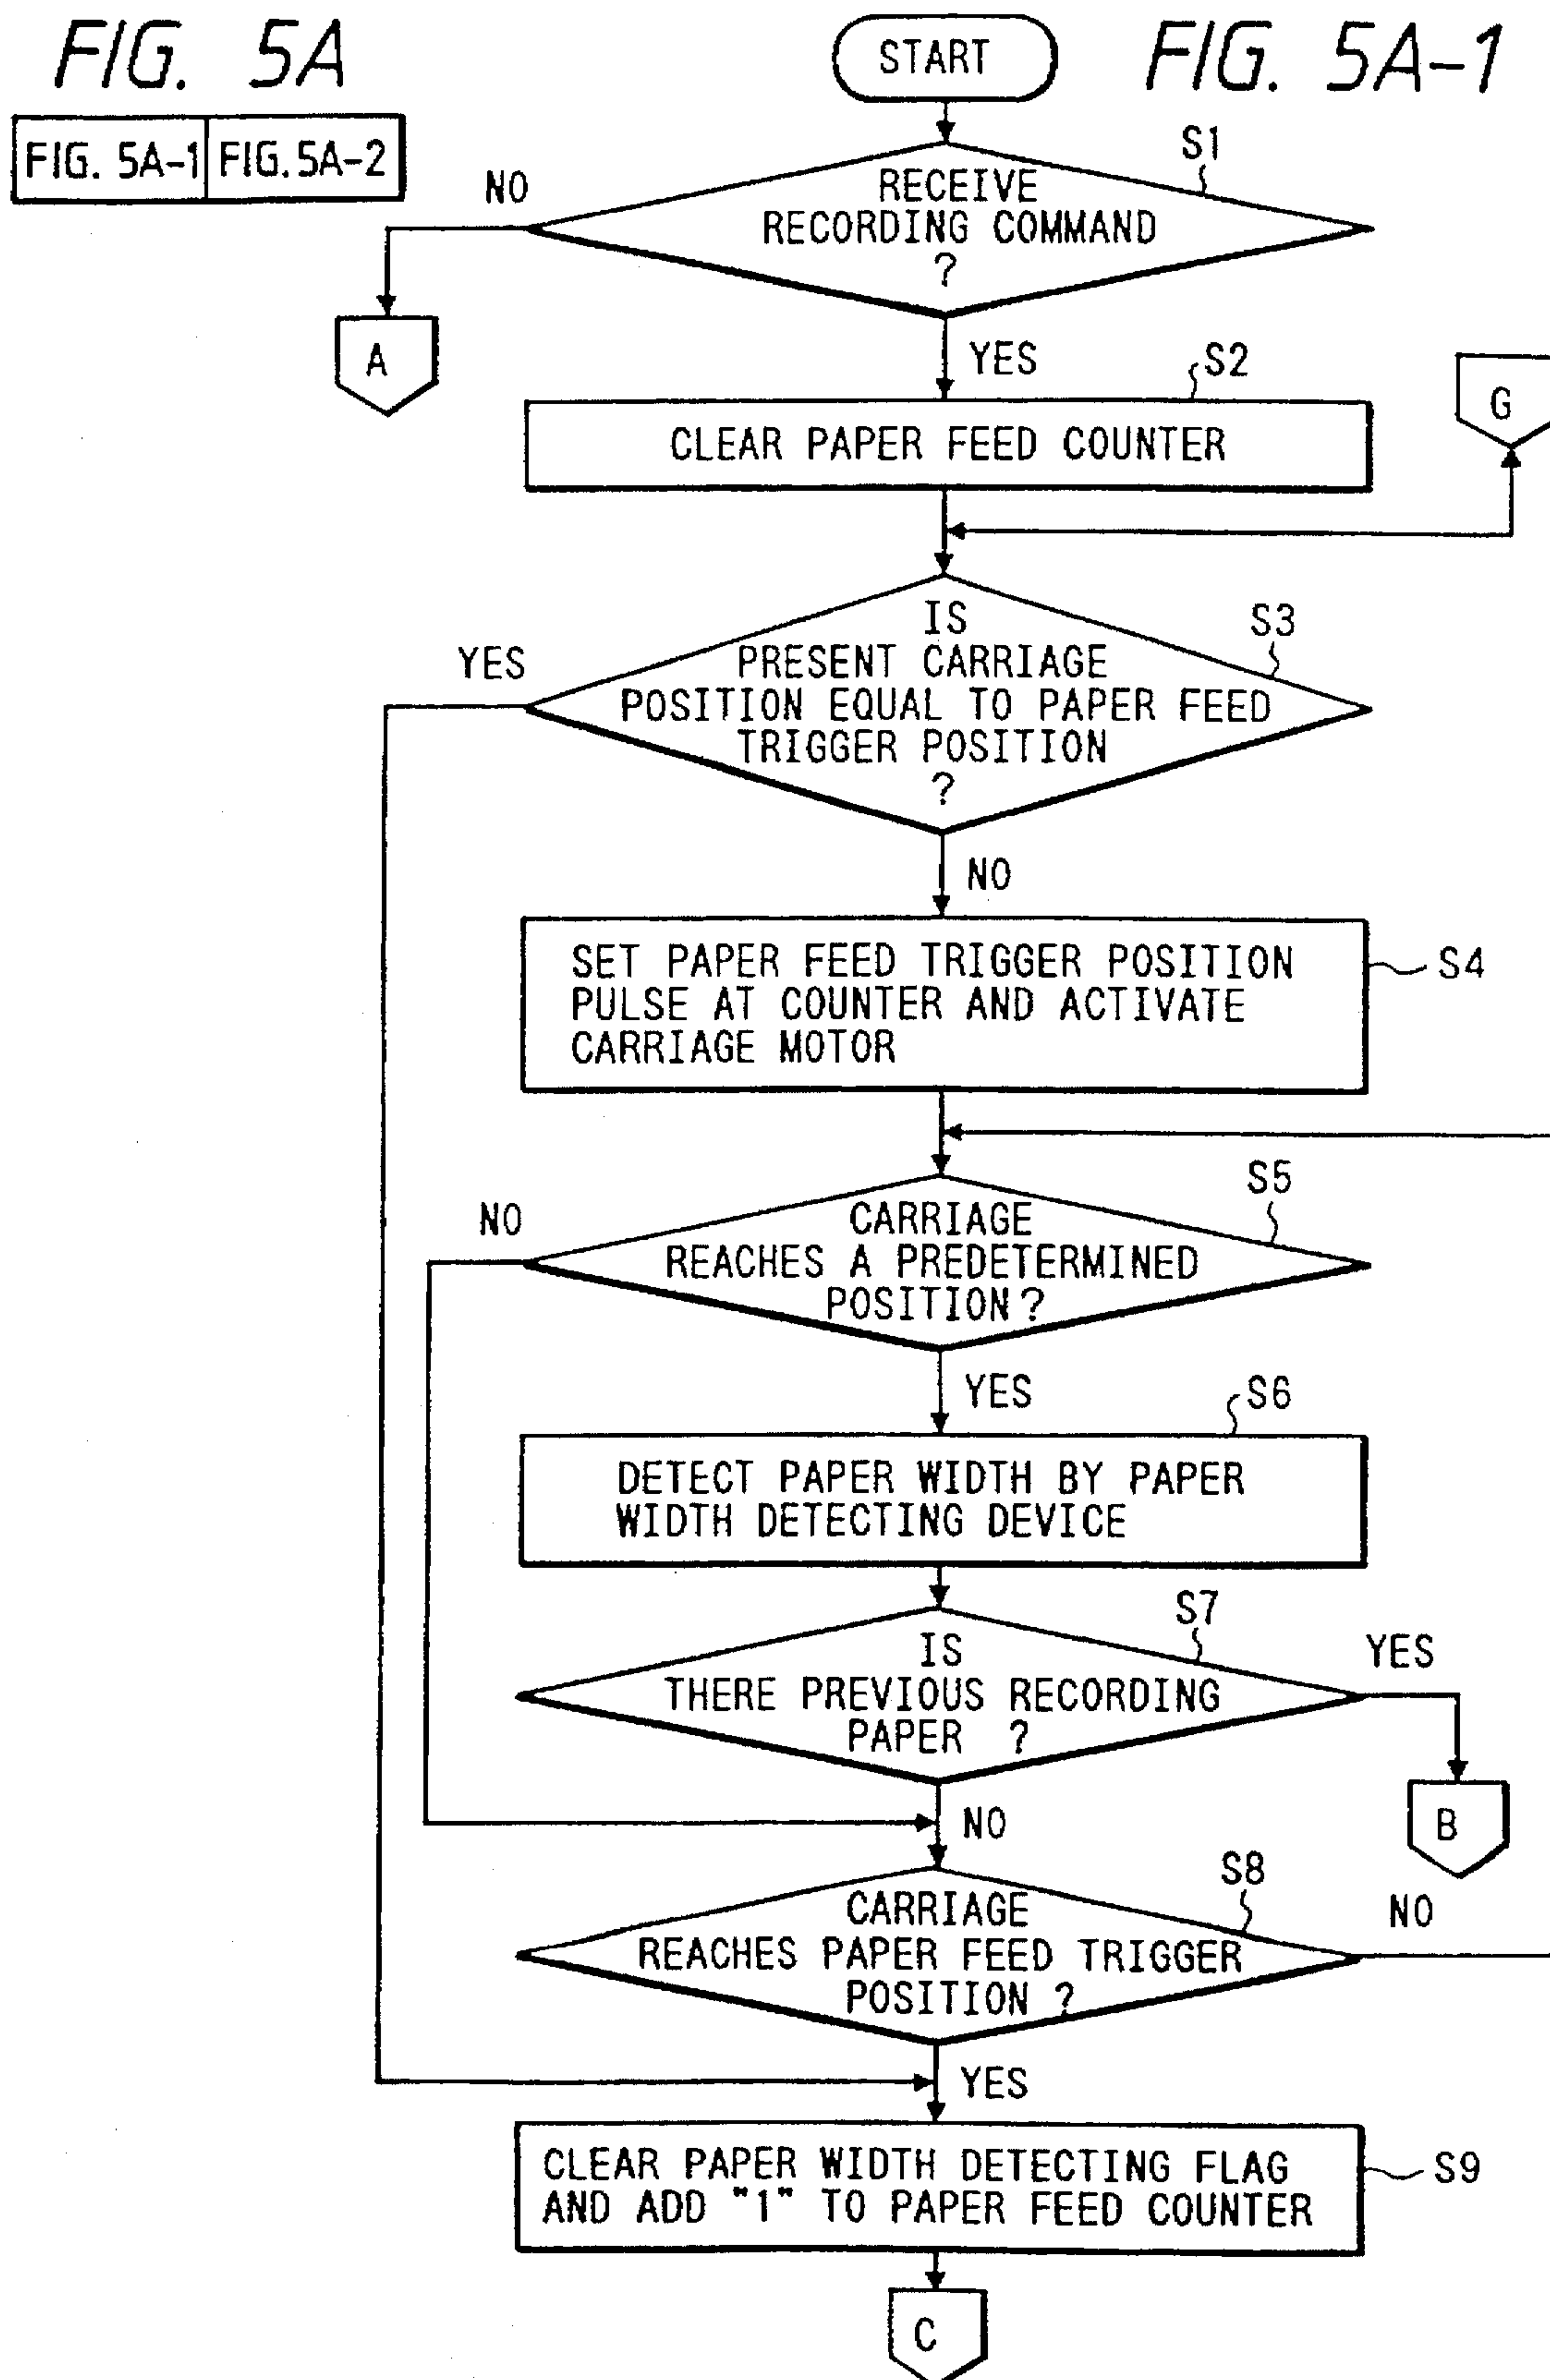 FIG. 5A
FIG. 5A-1
FIG. 5A-1 FIG. 5A-2
START
S1
NO
RECEIVE
RECORDING COMMAND
?
A
YES
S2
CLEAR PAPER FEED COUNTER
G
S3
YES
IS
PRESENT CARRIAGE
POSITION EQUAL TO PAPER FEED
TRIGGER POSITION
?
NO
SET PAPER FEED TRIGGER POSITION
PULSE AT COUNTER AND ACTIVATE
CARRIAGE MOTOR
S4
S5
NO
CARRIAGE
REACHES A PREDETERMINED
POSITION?
YES
S6
DETECT PAPER WIDTH BY PAPER
WIDTH DETECTING DEVICE
S7
IS
THERE PREVIOUS RECORDING
PAPER ?
YES
B
NO
S8
CARRIAGE
REACHES PAPER FEED TRIGGER
POSITION ?
NO
YES
CLEAR PAPER WIDTH DETECTING FLAG
AND ADD "1" TO PAPER FEED COUNTER
S9
C